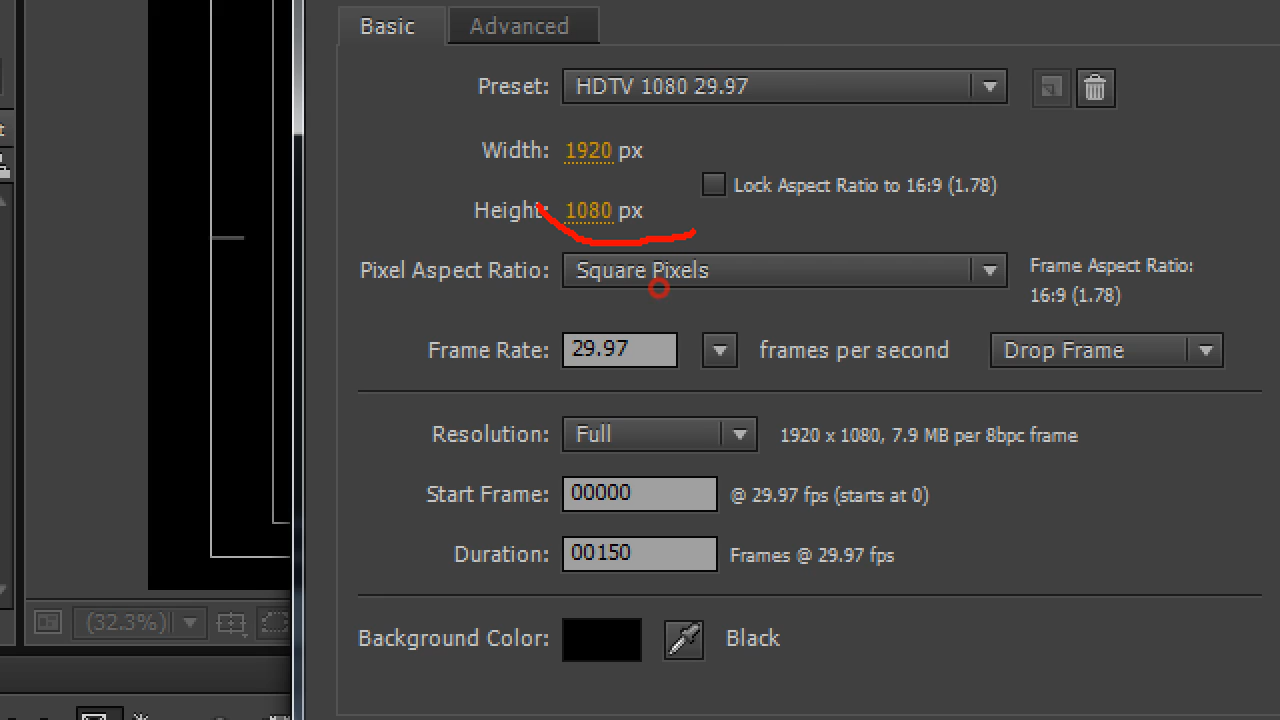 Basic Advanced
Preset: HDTV 1080 29.97
Width: 1920 px
Lock Aspect Ratio to 16:9 (1.78)
Height: 1080 px
Pixel Aspect Ratio: Square Pixels
Frame Aspect Ratio:
16:9 (1.78)
Frame Rate: 29.97 frames per second Drop Frame
Resolution: Full 1920 x 1080, 7.9 MB per 8bpc frame
Start Frame: 00000 @ 29.97 fps (starts at 0)
Duration: 00150 Frames @ 29.97 fps
(32.3%)
Background Color: Black